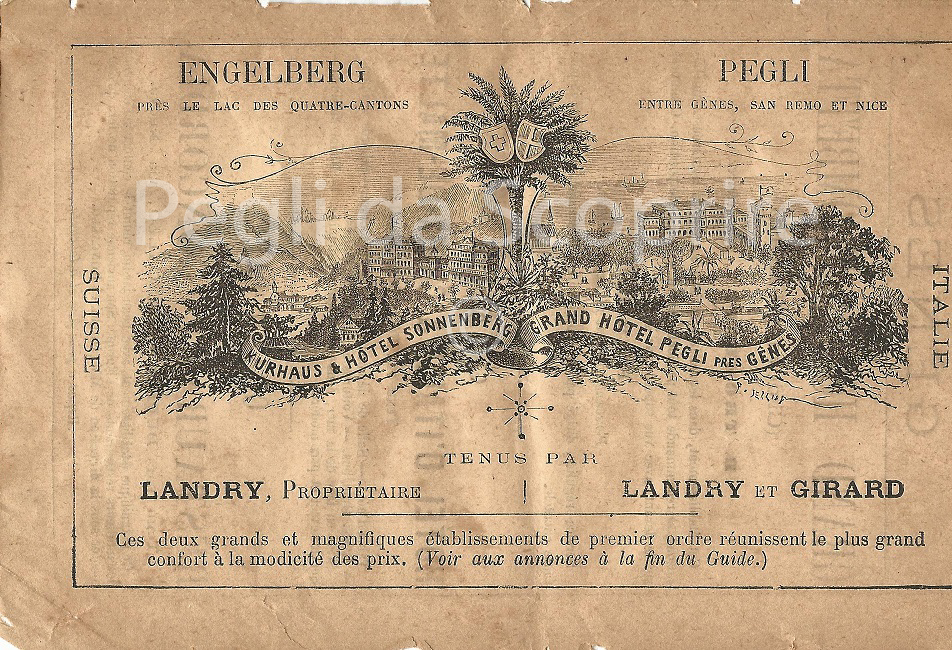 ENGELBERG
PRÈS LE LAC DES QUATRE-CANTONS
PEGLI
ENTRE GÊNES, SAN REMO ET NICE
Pegli da Scoprire
SUISSE
ITALIE
KURHAUS & HÔTEL SONNENBERG
GRAND HÔTEL PEGLI PRES GÊNES
TENUS PAR
LANDRY, PROPRIÉTAIRE
LANDRY ET GIRARD
Ces deux grands et magnifiques établissements de premier ordre réunissent le plus grand
confort à la modicité des prix. (Voir aux annonces à la fin du Guide.)